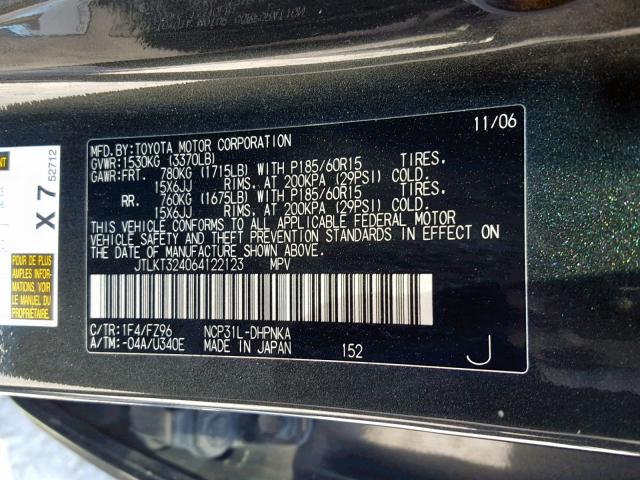 11/06
MFD.BY:TOYOTA MOTOR CORPORATION
GVWR:1530KG (3370LB)
GAWR:FRT. 780KG (1715LB) WITH P185/60R15 TIRES,
15X6JJ RIMS, AT 200KPA (29PSI) COLD.
RR. 760KG (1675LB) WITH P185/60R15 TIRES,
15X6JJ RIMS, AT 200KPA (29PSI) COLD.
THIS VEHICLE CONFORMS TO ALL APPLICABLE FEDERAL MOTOR
VEHICLE SAFETY AND THEFT PREVENTION STANDARDS IN EFFECT ON
THE DATE OF MANUFACTURE SHOWN ABOVE.
JTLKT324064122123 MPV
C/TR:1F4/FZ96 NCP31L-DHPNKA
A/TM:-04A/U340E MADE IN JAPAN 152 J
X 7 52712
POUR DE PLUS
AMPLES
INFORMATIONS,
VOIR LE MANUEL
DU
PROPRIÉTAIRE.